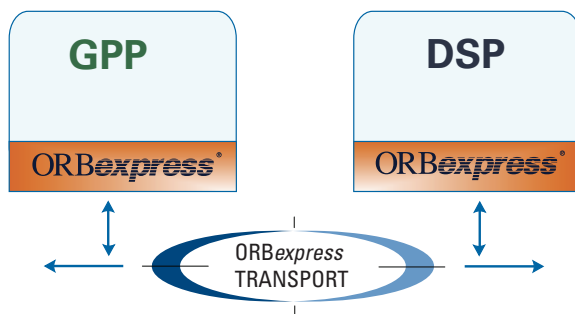 GPP
DSP
ORBexpress®
ORBexpress®
ORBexpress
TRANSPORT